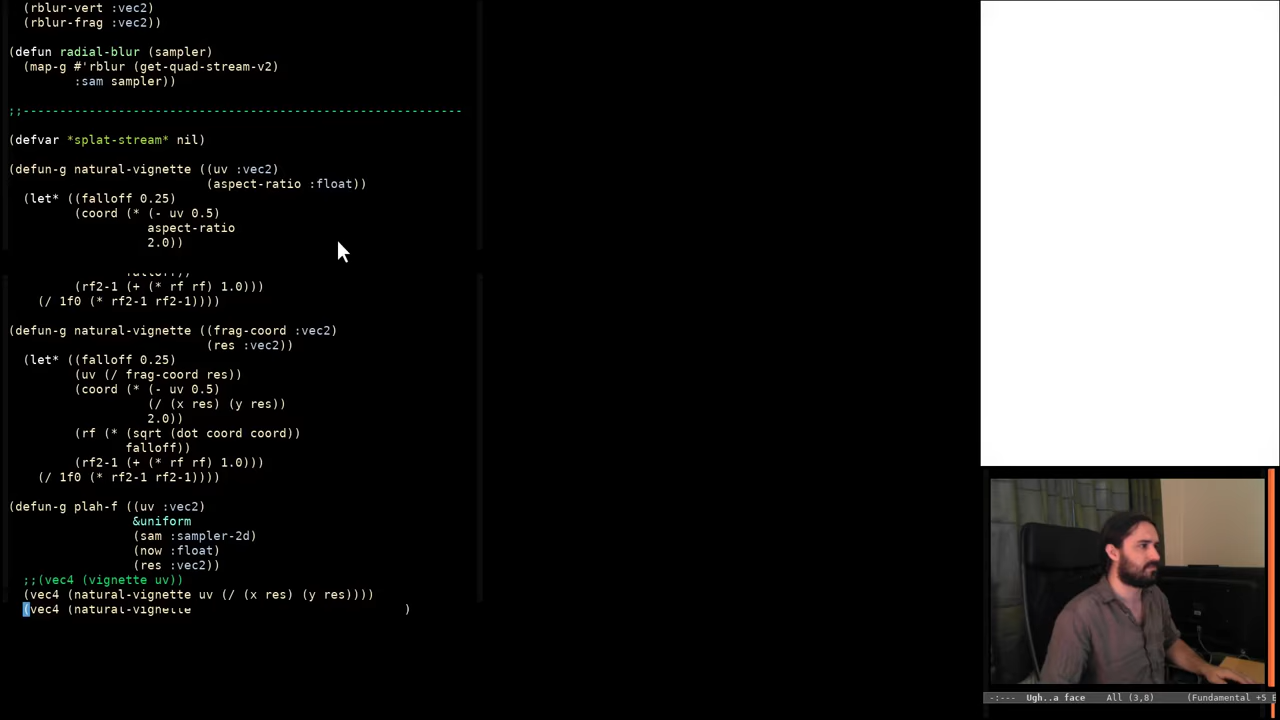 (rblur-vert :vec2)
(rblur-frag :vec2))
(defun radial-blur (sampler)
(map-g #'rblur (get-quad-stream-v2)
:sam sampler))
;;------------------------------------------------------------
(defvar *splat-stream* nil)
(defun-g natural-vignette ((uv :vec2)
(aspect-ratio :float))
(let* ((falloff 0.25)
(coord (* (- uv 0.5)
aspect-ratio
2.0))
falloff))
(rf2-1 (+ (* rf rf) 1.0)))
(/ 1f0 (* rf2-1 rf2-1))))
(defun-g natural-vignette ((frag-coord :vec2)
(res :vec2))
(let* ((falloff 0.25)
(uv (/ frag-coord res))
(coord (* (- uv 0.5)
(/ (x res) (y res))
2.0))
(rf (* (sqrt (dot coord coord))
falloff))
(rf2-1 (+ (* rf rf) 1.0)))
(/ 1f0 (* rf2-1 rf2-1))))
(defun-g plah-f ((uv :vec2)
&uniform
(sam :sampler-2d)
(now :float)
(res :vec2))
;;(vec4 (vignette uv))
(vec4 (natural-vignette uv (/ (x res) (y res))))
(vec4 (natural-vignette )
-:--- Ugh..a face All (3,8) (Fundamental +5